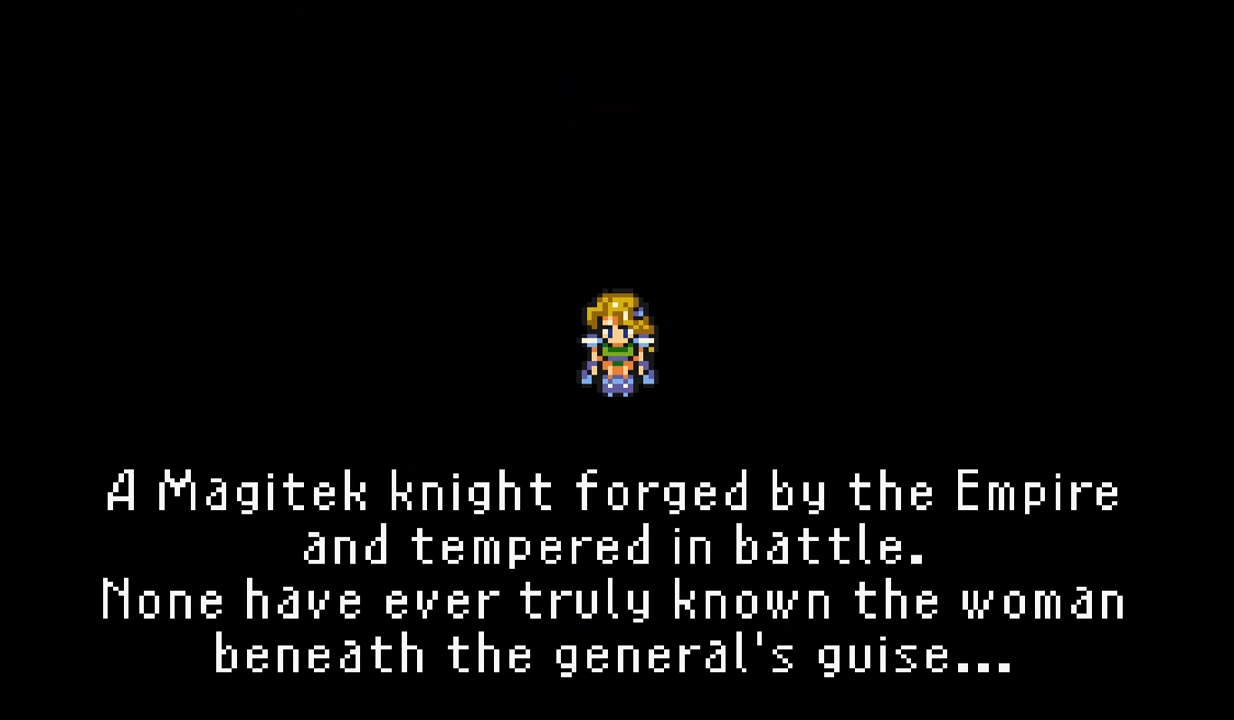 A Magitek knight forged by the Empire
and tempered in battle.
None have ever truly known the woman
beneath the general's guise...